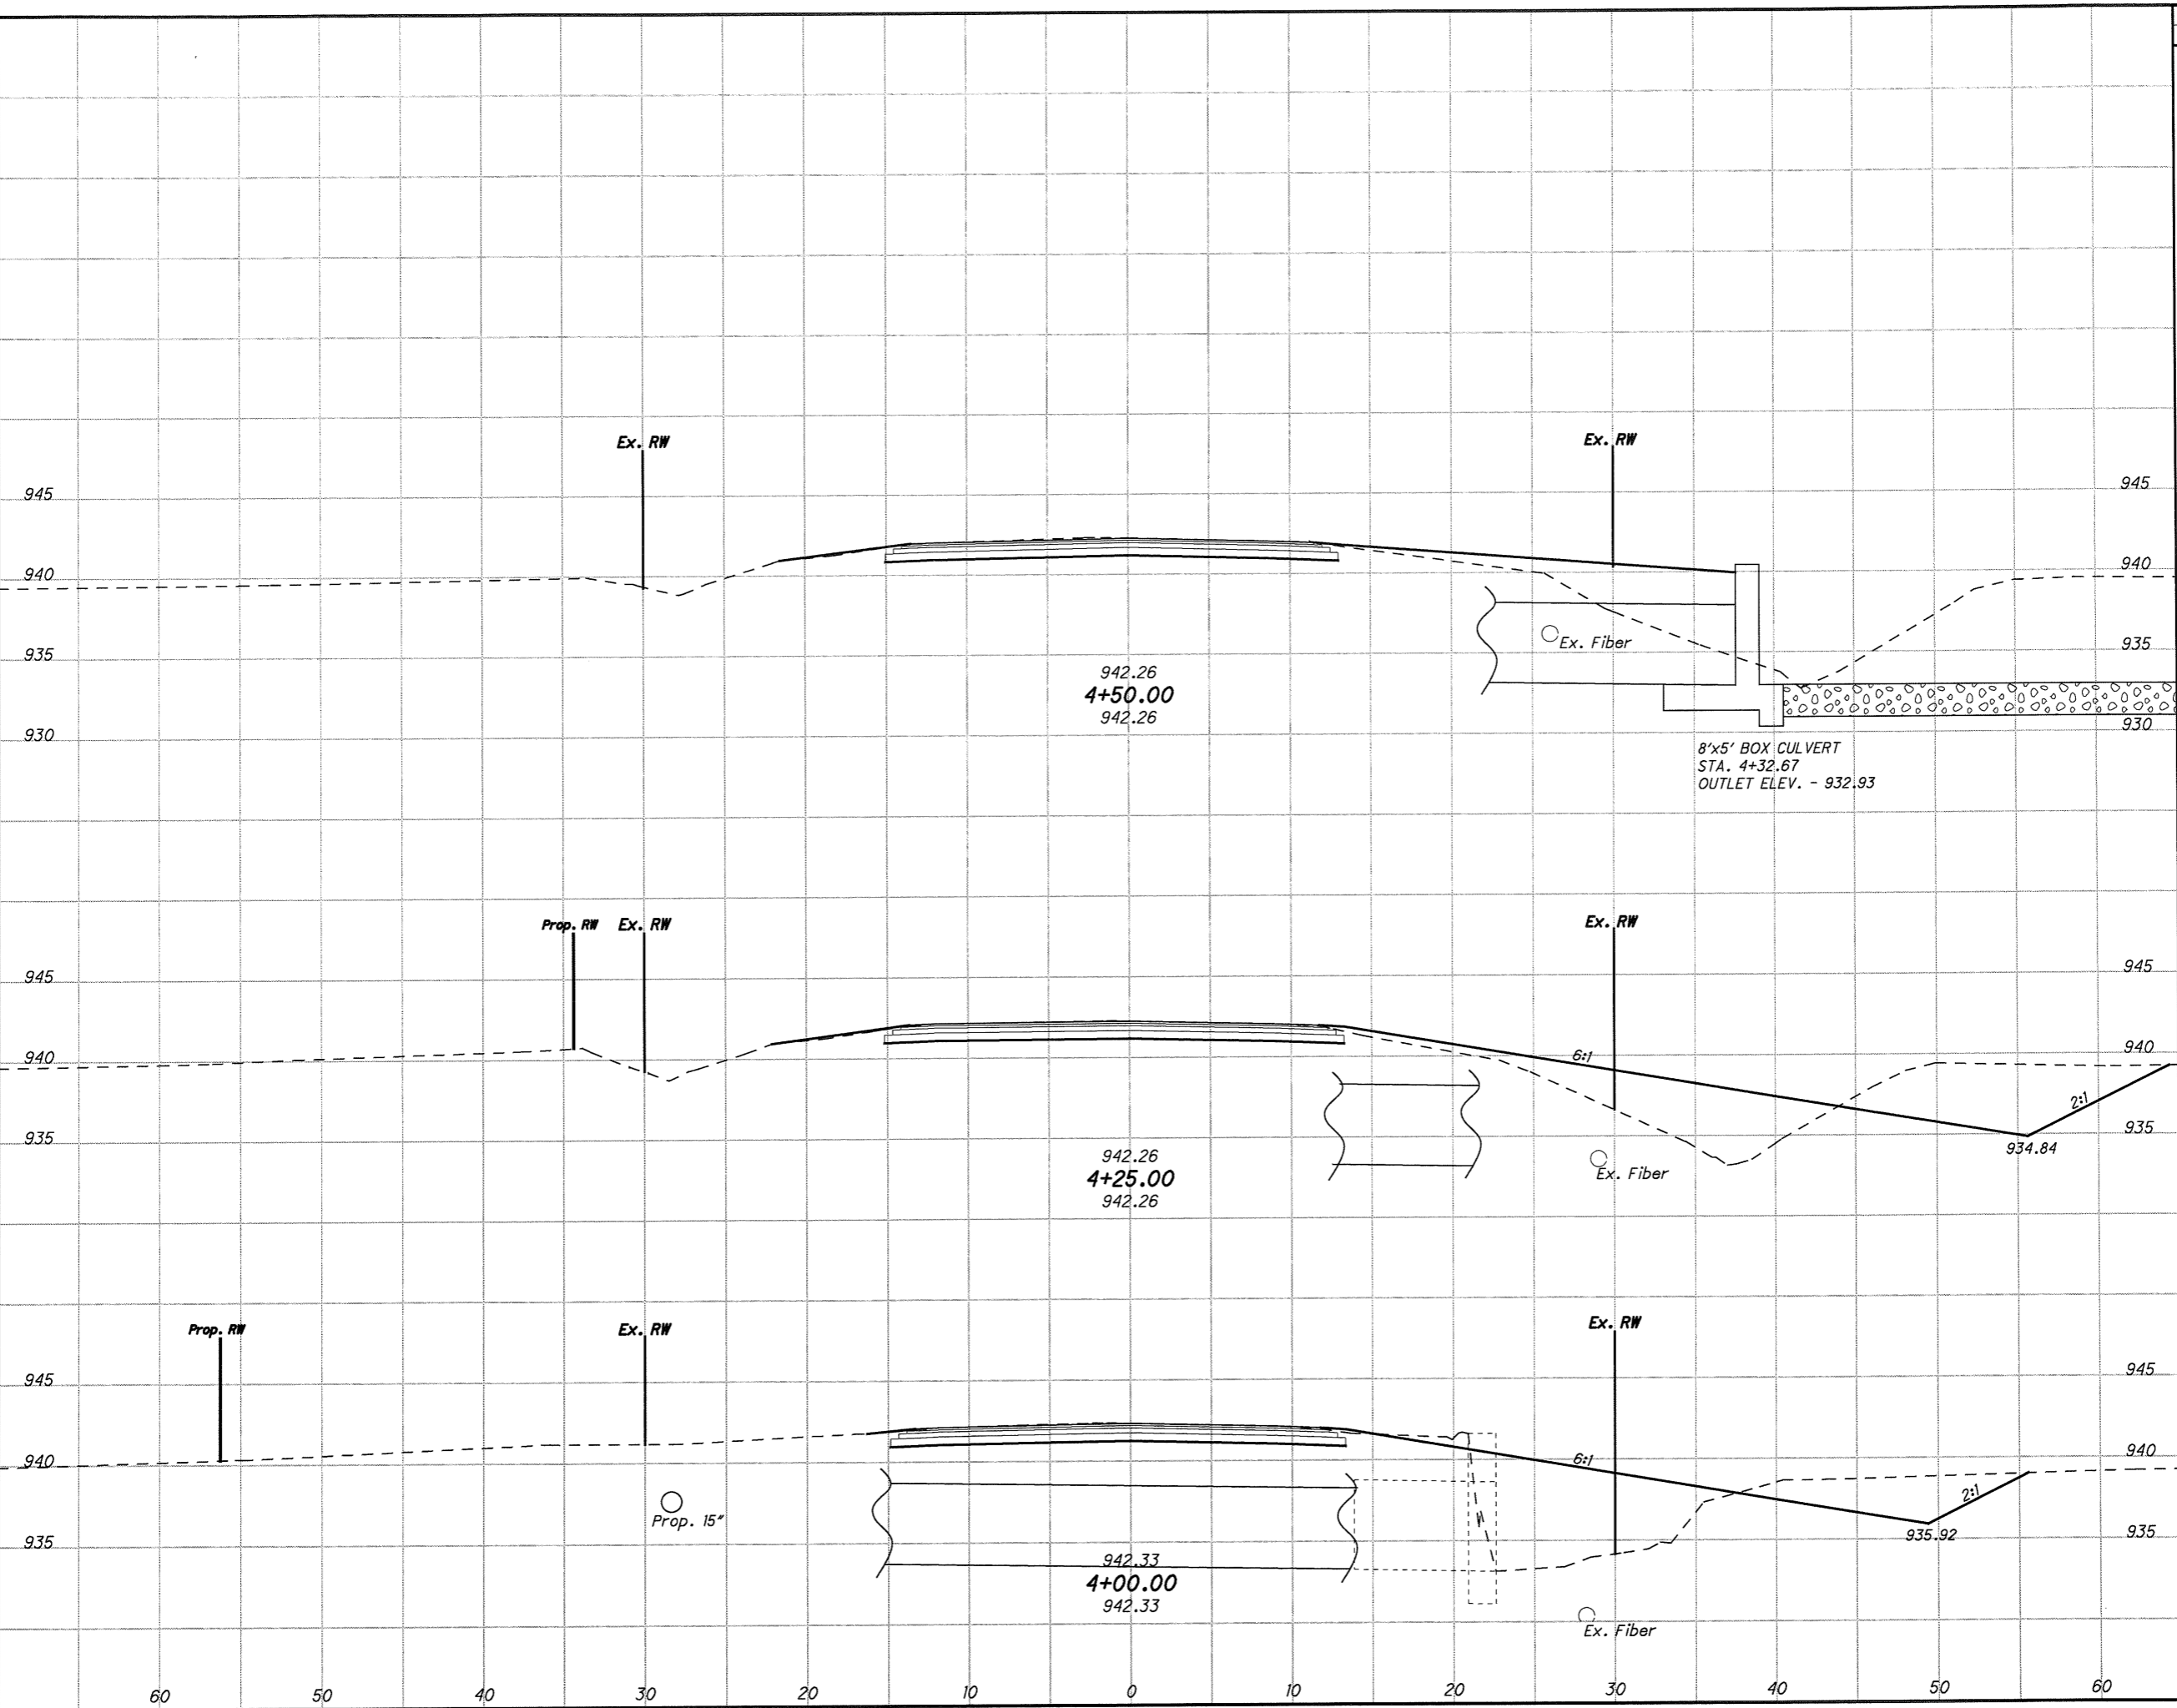 Ex. RW
Ex. RW
945
945
940
940
935
Ex. Fiber
935
942.26
4+50.00
942.26
930
930
8'x5' BOX CULVERT
STA. 4+32.67
OUTLET ELEV. - 932.93
Prop. RW
Ex. RW
Ex. RW
945
945
940
6:1
940
2:1
935
935
934.84
942.26
4+25.00
942.26
Ex. Fiber
Prop. RW
Ex. RW
Ex. RW
945
945
940
6:1
940
2:1
Prop. 15"
935
935.92
935
942.33
4+00.00
942.33
Ex. Fiber
60 50 40 30 20 10 0 10 20 30 40 50 60